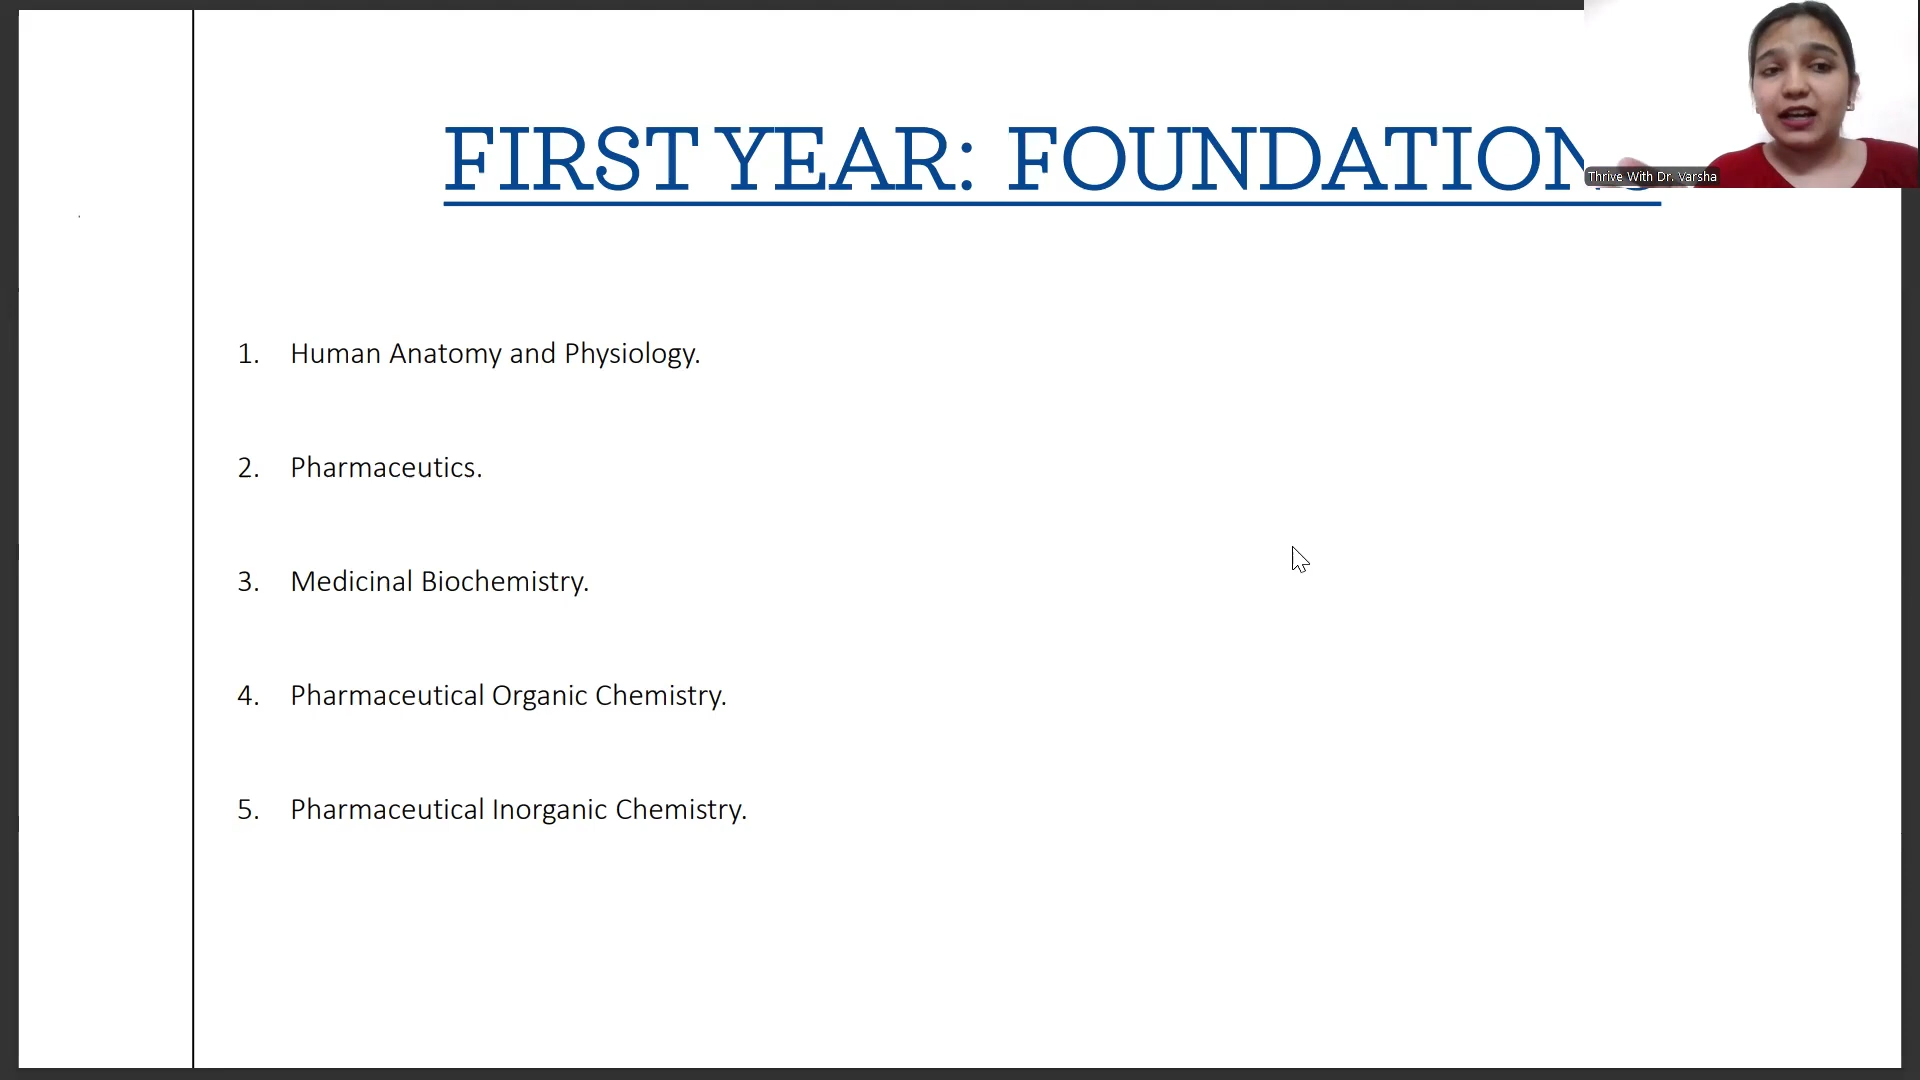 FIRST YEAR: FOUNDATIONS
Thrive With Dr. Varsha
1. Human Anatomy and Physiology.
2. Pharmaceutics.
3. Medicinal Biochemistry.
4. Pharmaceutical Organic Chemistry.
5. Pharmaceutical Inorganic Chemistry.